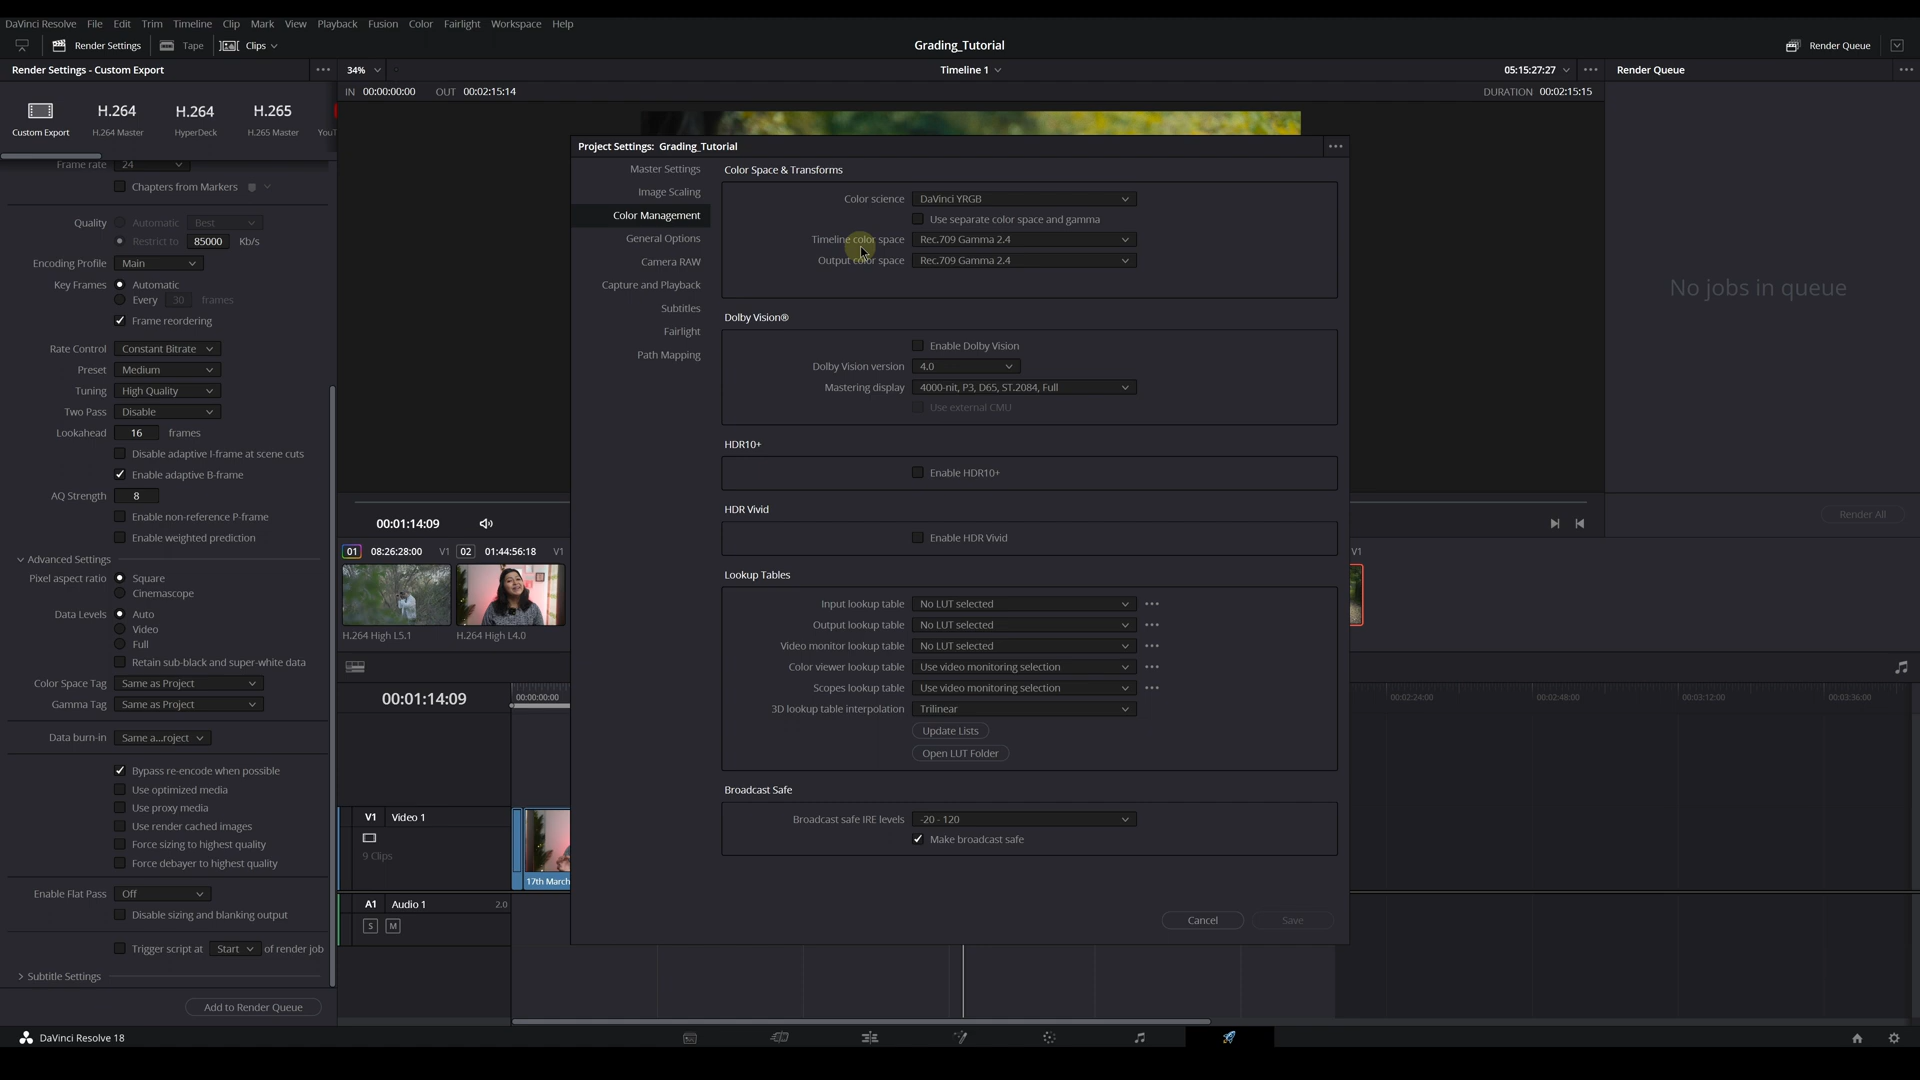 DaVinci Resolve File Edit Trim Timeline Clip Mark View Playback Fusion Color Fairlight Workspace Help
Render Settings Tape Clips Grading_Tutorial Render Queue
Render Settings - Custom Export 34% Timeline 1 05:15:27:27 Render Queue
IN 00:00:00:00 OUT 00:02:15:14 DURATION 00:02:15:15
H.264 H.264 H.265
Custom Export H.264 Master HyperDeck H.265 Master YouT
Frame rate 24
Chapters from Markers
Quality Automatic Best
Restrict to 85000 Kb/s
Encoding Profile Main
Key Frames Automatic
Every 30 frames
Frame reordering
Rate Control Constant Bitrate
Preset Medium
Tuning High Quality
Two Pass Disable
Lookahead 16 frames
Disable adaptive I-frame at scene cuts
Enable adaptive B-frame
AQ Strength 8
Enable non-reference P-frame
Enable weighted prediction
Advanced Settings
Pixel aspect ratio Square
Cinemascope
Data Levels Auto
Video
Full
Retain sub-black and super-white data
Color Space Tag Same as Project
Gamma Tag Same as Project
Data burn-in Same a...roject
Bypass re-encode when possible
Use optimized media
Use proxy media
Use render cached images
Force sizing to highest quality
Force debayer to highest quality
Enable Flat Pass Off
Disable sizing and blanking output
Trigger script at Start of render job
Subtitle Settings
Add to Render Queue
Project Settings: Grading_Tutorial
Master Settings
Image Scaling
Color Management
General Options
Camera RAW
Capture and Playback
Subtitles
Fairlight
Path Mapping
Color Space & Transforms
Color science DaVinci YRGB
Use separate color space and gamma
Timeline color space Rec.709 Gamma 2.4
Output color space Rec.709 Gamma 2.4
Dolby Vision®
Enable Dolby Vision
Dolby Vision version 4.0
Mastering display 4000-nit, P3, D65, ST.2084, Full
Use external CMU
HDR10+
Enable HDR10+
HDR Vivid
Enable HDR Vivid
Lookup Tables
Input lookup table No LUT selected
Output lookup table No LUT selected
Video monitor lookup table No LUT selected
Color viewer lookup table Use video monitoring selection
Scopes lookup table Use video monitoring selection
3D lookup table interpolation Trilinear
Update Lists
Open LUT Folder
Broadcast Safe
Broadcast safe IRE levels -20 - 120
Make broadcast safe
Cancel Save
No jobs in queue
Render All
00:01:14:09
01 08:26:28:00 V1 02 01:44:56:18 V1 V1
H.264 High L5.1 H.264 High L4.0
00:01:14:09 00:00:00:00 00:02:24:00 00:02:48:00 00:03:12:00 00:03:36:00
V1 Video 1
9 Clips
17th March
A1 Audio 1 2.0
S M
DaVinci Resolve 18